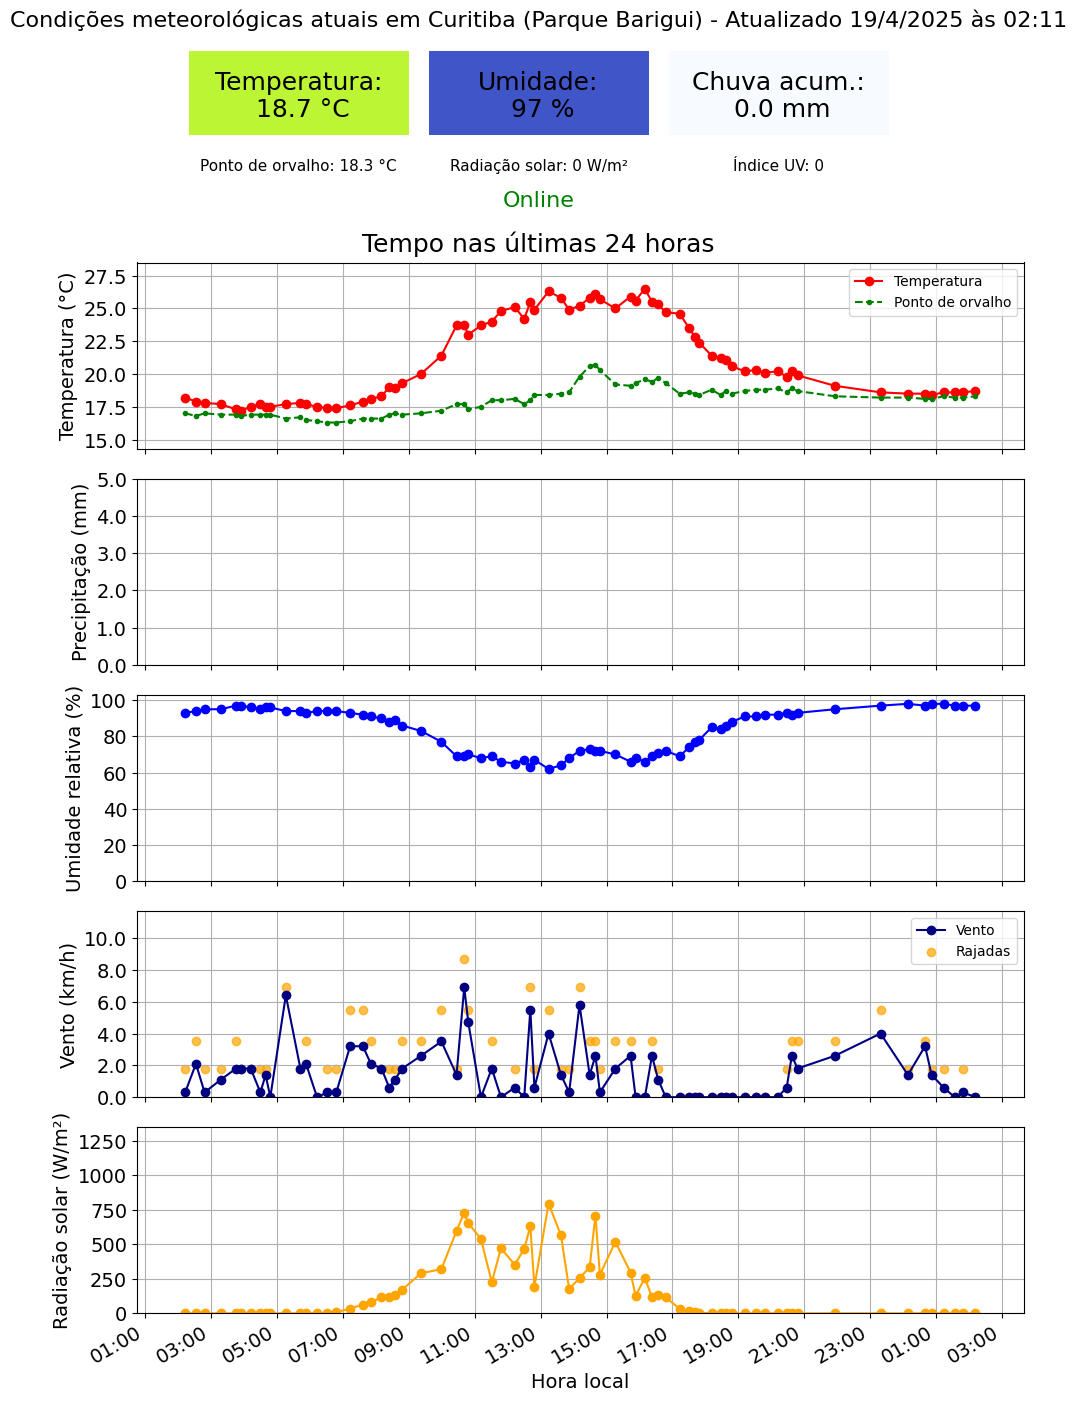 Condições meteorológicas atuais em Curitiba (Parque Barigui) - Atualizado 19/4/2025 às 02:11
Temperatura:
18.7 °C
Umidade:
97 %
Chuva acum.:
0.0 mm
Ponto de orvalho: 18.3 °C
Radiação solar: 0 W/m²
Índice UV: 0
Online
Tempo nas últimas 24 horas
Temperatura (°C)
27.5
25.0
22.5
20.0
17.5
15.0
Temperatura
Ponto de orvalho
Precipitação (mm)
5.0
4.0
3.0
2.0
1.0
0.0
Umidade relativa (%)
100
80
60
40
20
0
Vento (km/h)
10.0
8.0
6.0
4.0
2.0
0.0
Vento
Rajadas
Radiação solar (W/m²)
1250
1000
750
500
250
0
01:00
03:00
05:00
07:00
09:00
11:00
13:00
15:00
17:00
19:00
21:00
23:00
01:00
03:00
Hora local